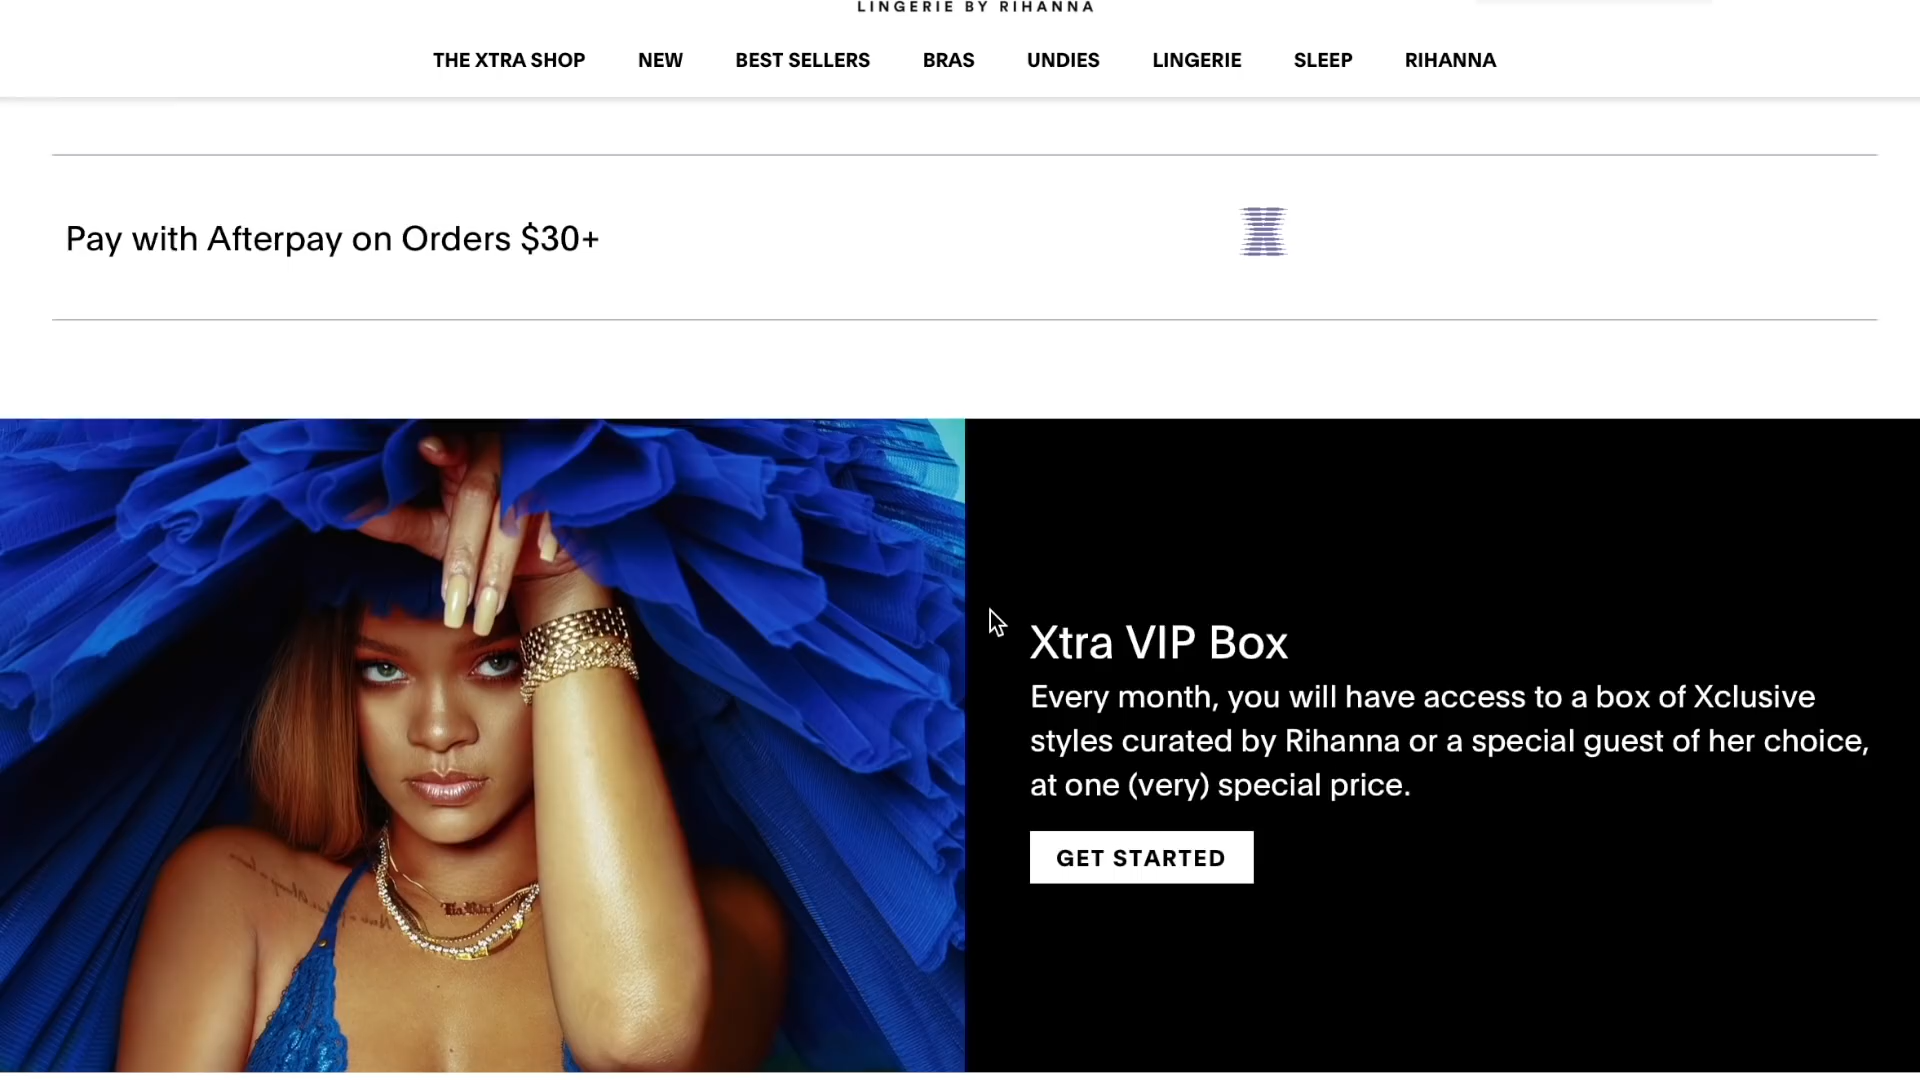 LINGERIE BY RIHANNA
THE XTRA SHOP NEW BEST SELLERS BRAS UNDIES LINGERIE SLEEP RIHANNA
Pay with Afterpay on Orders $30+
Xtra VIP Box
Every month, you will have access to a box of Xclusive
styles curated by Rihanna or a special guest of her choice,
at one (very) special price.
GET STARTED